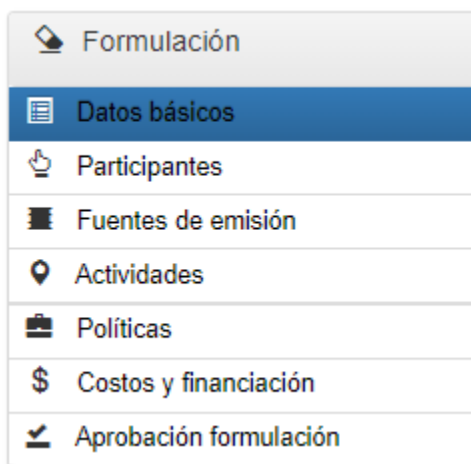 Formulación
Datos básicos
Participantes
Fuentes de emisión
Actividades
Políticas
$ Costos y financiación
Aprobación formulación